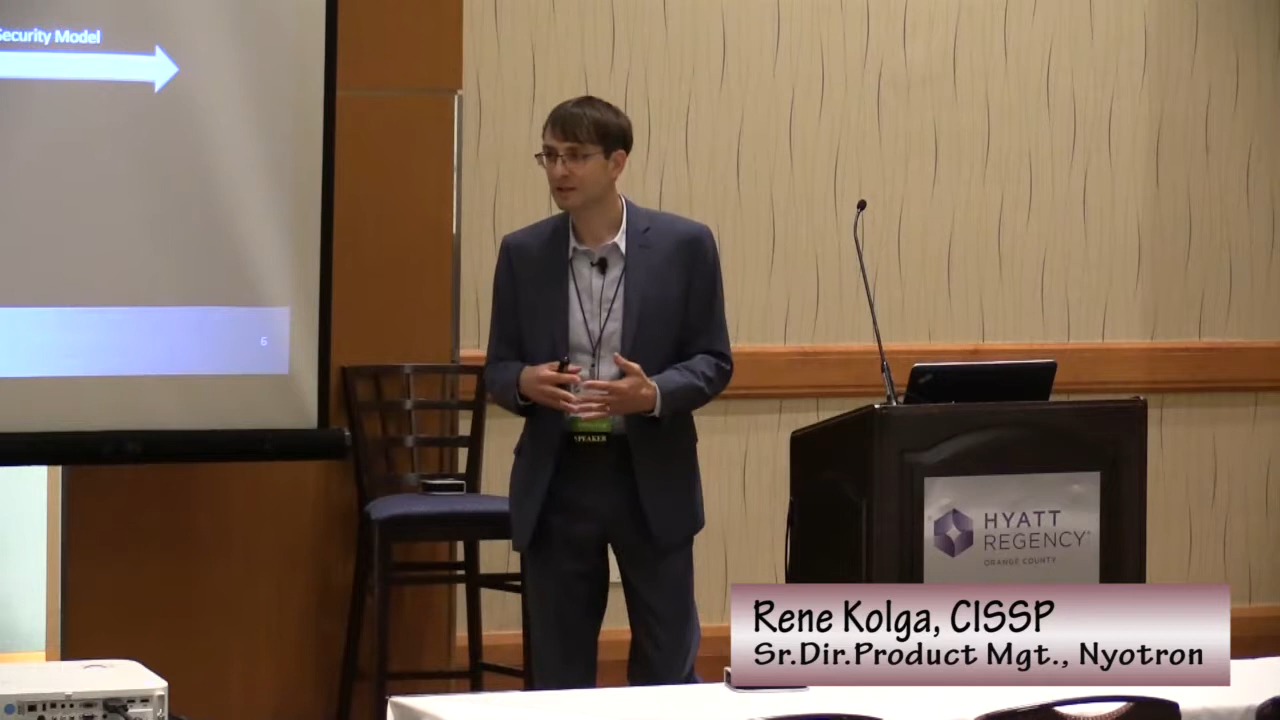 Security Model
6
SPEAKER
HYATT
REGENCY
ORANGE COUNTY
Rene Kolga, CISSP
Sr.Dir.Product Mgt., Nyotron